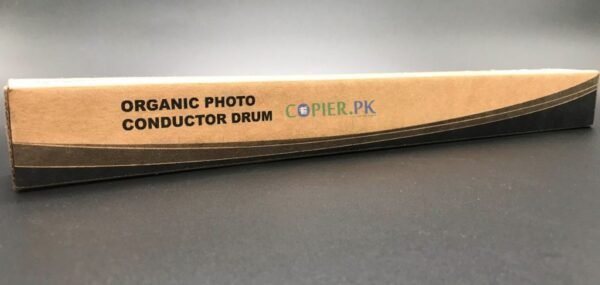 ORGANIC PHOTO
CONDUCTOR DRUM
COPIER.PK